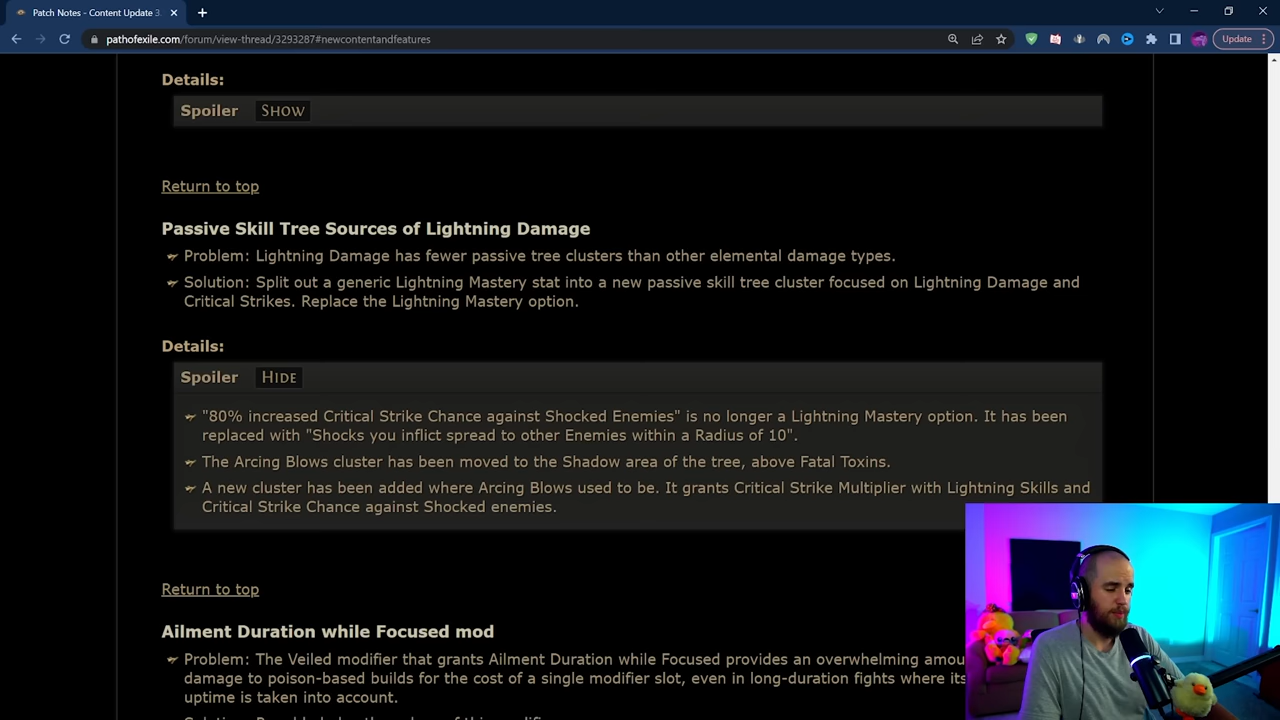 Patch Notes - Content Update 3.
pathofexile.com/forum/view-thread/3293287#newcontentandfeatures
Update
Details:
Spoiler SHOW
Return to top
Passive Skill Tree Sources of Lightning Damage
Problem: Lightning Damage has fewer passive tree clusters than other elemental damage types.
Solution: Split out a generic Lightning Mastery stat into a new passive skill tree cluster focused on Lightning Damage and
Critical Strikes. Replace the Lightning Mastery option.
Details:
Spoiler HIDE
"80% increased Critical Strike Chance against Shocked Enemies" is no longer a Lightning Mastery option. It has been
replaced with "Shocks you inflict spread to other Enemies within a Radius of 10".
The Arcing Blows cluster has been moved to the Shadow area of the tree, above Fatal Toxins.
A new cluster has been added where Arcing Blows used to be. It grants Critical Strike Multiplier with Lightning Skills and
Critical Strike Chance against Shocked enemies.
Return to top
Ailment Duration while Focused mod
Problem: The Veiled modifier that grants Ailment Duration while Focused provides an overwhelming
damage to poison-based builds for the cost of a single modifier slot, even in long-duration fights where its
uptime is taken into account.